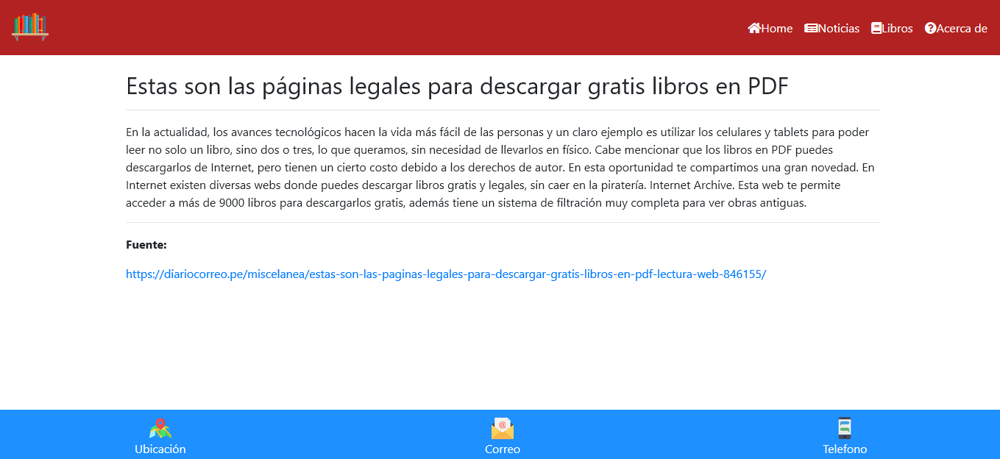 Home Noticias Libros Acerca de
Estas son las páginas legales para descargar gratis libros en PDF
En la actualidad, los avances tecnológicos hacen la vida más fácil de las personas y un claro ejemplo es utilizar los celulares y tablets para poder
leer no solo un libro, sino dos o tres, lo que queramos, sin necesidad de llevarlos en físico. Cabe mencionar que los libros en PDF puedes
descargarlos de Internet, pero tienen un cierto costo debido a los derechos de autor. En esta oportunidad te compartimos una gran novedad. En
Internet existen diversas webs donde puedes descargar libros gratis y legales, sin caer en la piratería. Internet Archive. Esta web te permite
acceder a más de 9000 libros para descargarlos gratis, además tiene un sistema de filtración muy completa para ver obras antiguas.
Fuente:
https://diariocorreo.pe/miscelanea/estas-son-las-paginas-legales-para-descargar-gratis-libros-en-pdf-lectura-web-846155/
Ubicación Correo Telefono